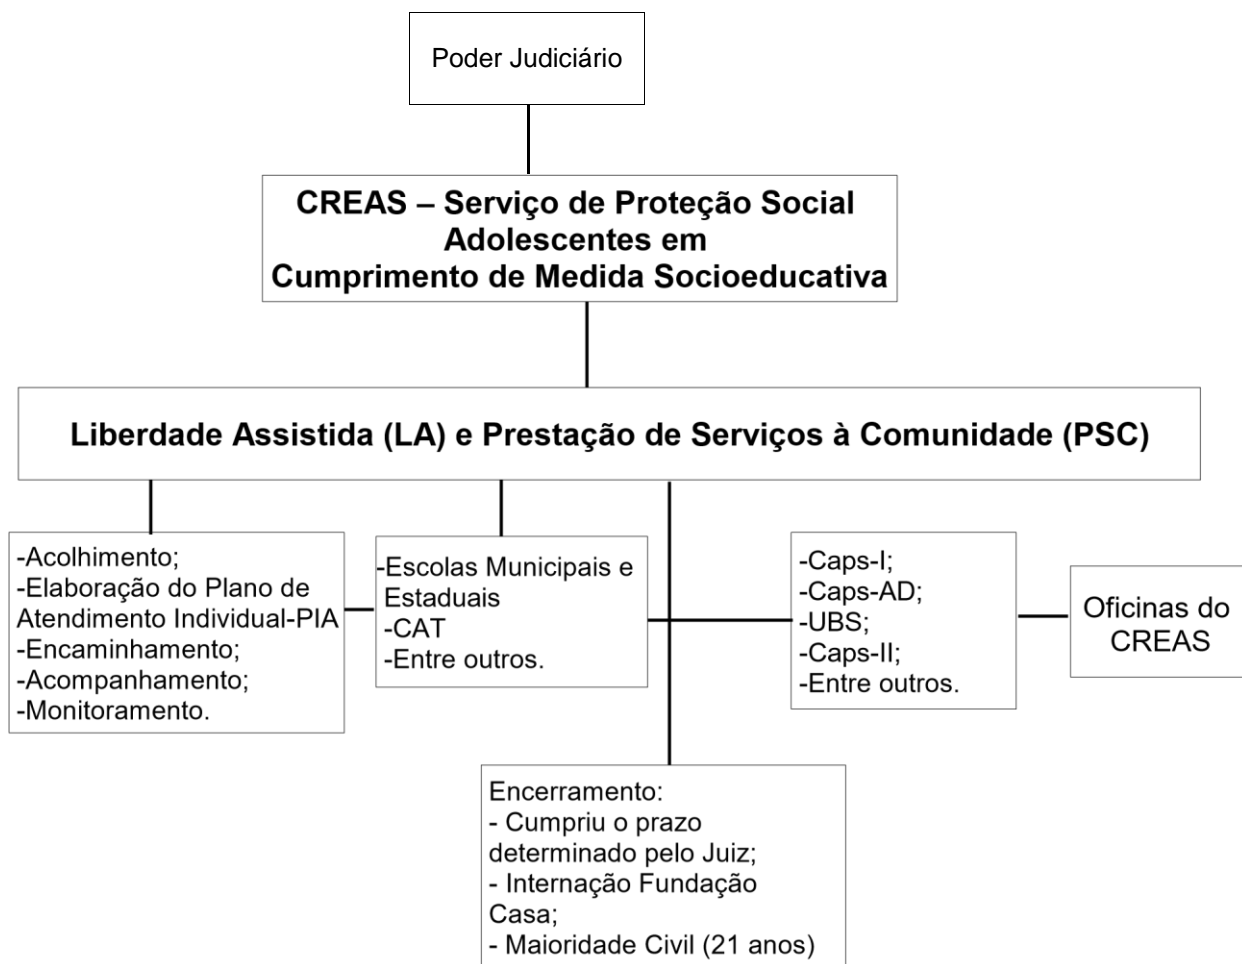 Poder Judiciário
CREAS – Serviço de Proteção Social
Adolescentes em
Cumprimento de Medida Socioeducativa
Liberdade Assistida (LA) e Prestação de Serviços à Comunidade (PSC)
-Acolhimento;
-Elaboração do Plano de
Atendimento Individual-PIA
-Encaminhamento;
-Acompanhamento;
-Monitoramento.
-Escolas Municipais e
Estaduais
-CAT
-Entre outros.
-Caps-I;
-Caps-AD;
-UBS;
-Caps-II;
-Entre outros.
Oficinas do
CREAS
Encerramento:
- Cumpriu o prazo
determinado pelo Juiz;
- Internação Fundação
Casa;
- Maioridade Civil (21 anos)